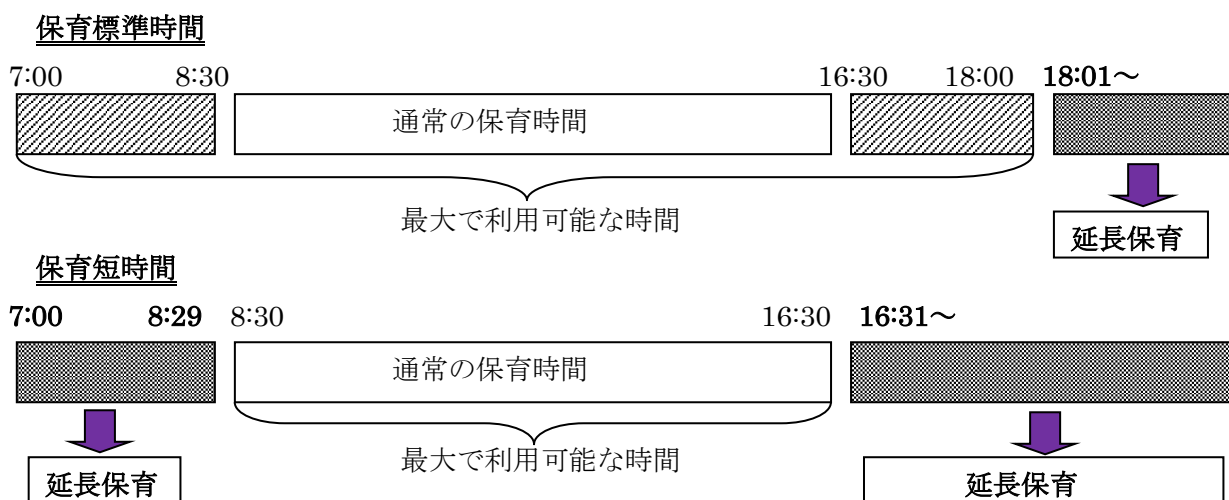 保育標準時間
7:00 8:30 16:30 18:00 18:01～
通常の保育時間
最大で利用可能な時間
延長保育
保育短時間
7:00 8:29 8:30 16:30 16:31～
通常の保育時間
最大で利用可能な時間
延長保育 延長保育